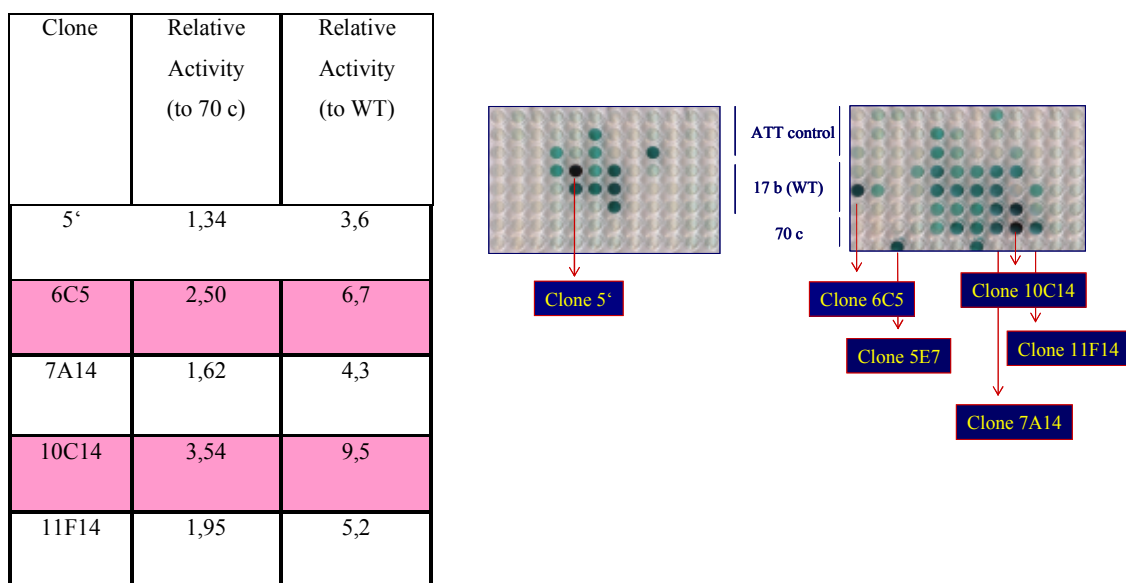 Clone
Relative
Activity
(to 70 c)
Relative
Activity
(to WT)
5‘ 1,34 3,6
6C5 2,50 6,7
7A14 1,62 4,3
10C14 3,54 9,5
11F14 1,95 5,2
ATT control
17 b (WT)
70 c
Clone 5‘
Clone 6C5
Clone 10C14
Clone 5E7
Clone 11F14
Clone 7A14